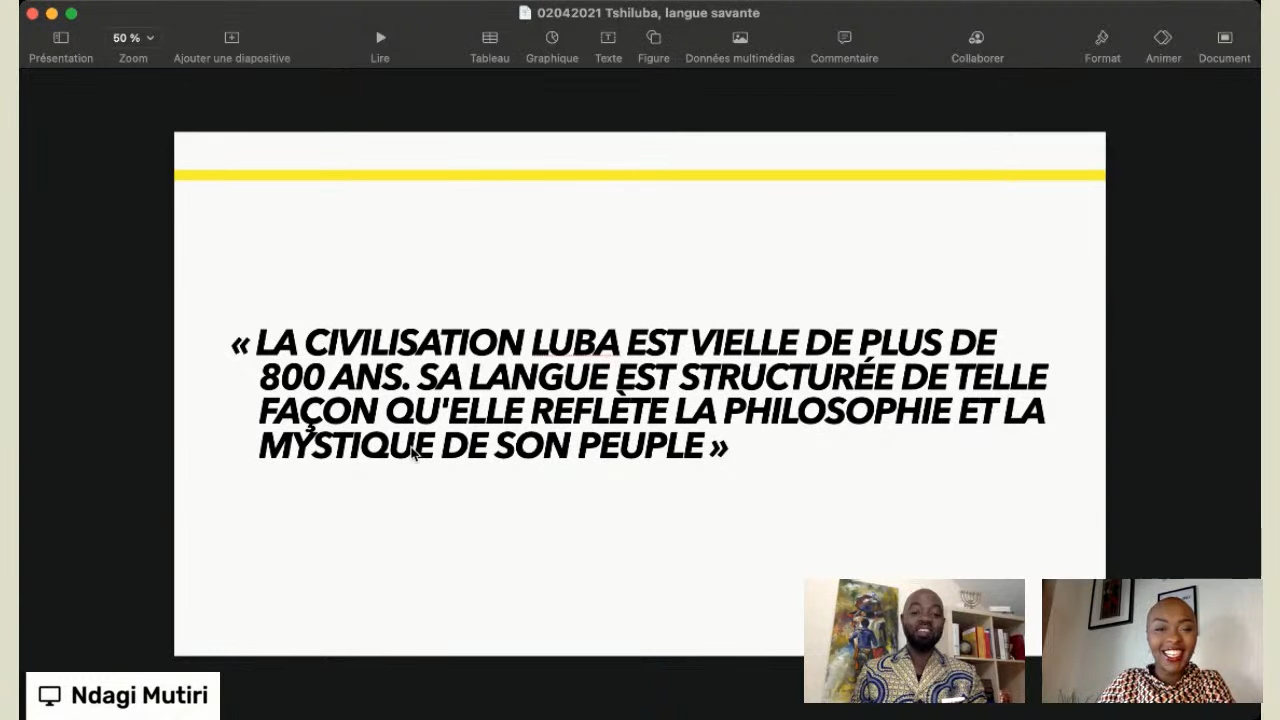 02042021 Tshiluba, langue savante
50 %
Présentation
Zoom
Ajouter une diapositive
Lire
Tableau
Graphique
Texte
Figure
Données multimédias
Commentaire
Collaborer
Format
Animer
Document
« LA CIVILISATION LUBA EST VIELLE DE PLUS DE
800 ANS. SA LANGUE EST STRUCTURÉE DE TELLE
FAÇON QU'ELLE REFLÈTE LA PHILOSOPHIE ET LA
MYSTIQUE DE SON PEUPLE »
Ndagi Mutiri